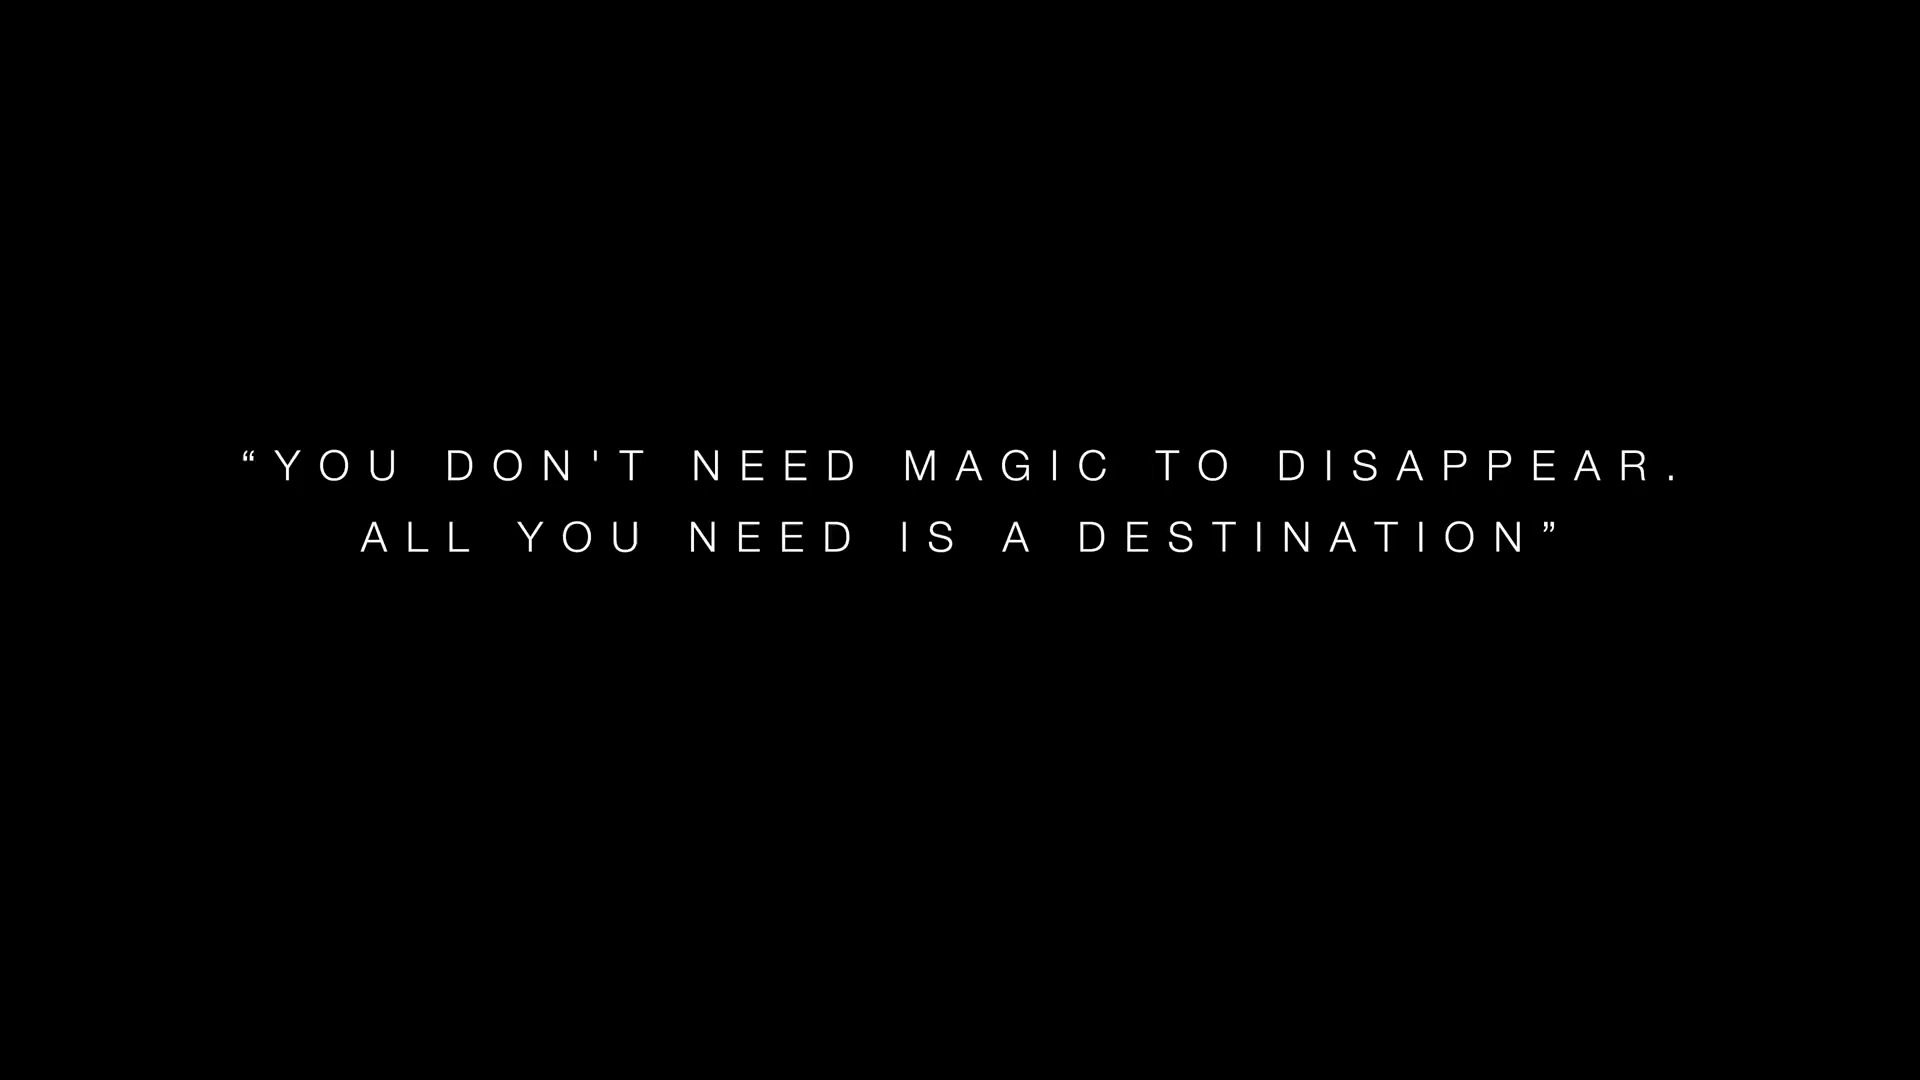 “YOU DON'T NEED MAGIC TO DISAPPEAR.
ALL YOU NEED IS A DESTINATION”